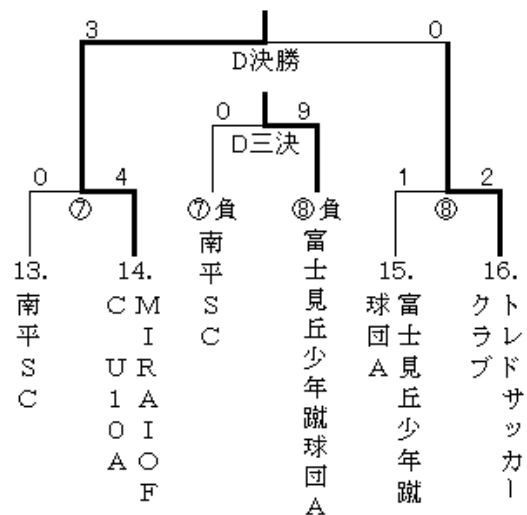 3 0
D決勝
0 9
D三決
0 4
⑦
⑦負
南平SC
⑧負
富士見丘少年蹴球団A
1 2
⑧
13.
南平SC
14.
MIRAIOF
C U10A
15.
富士見丘少年蹴
球団A
16.
トレドサッカー
クラブ